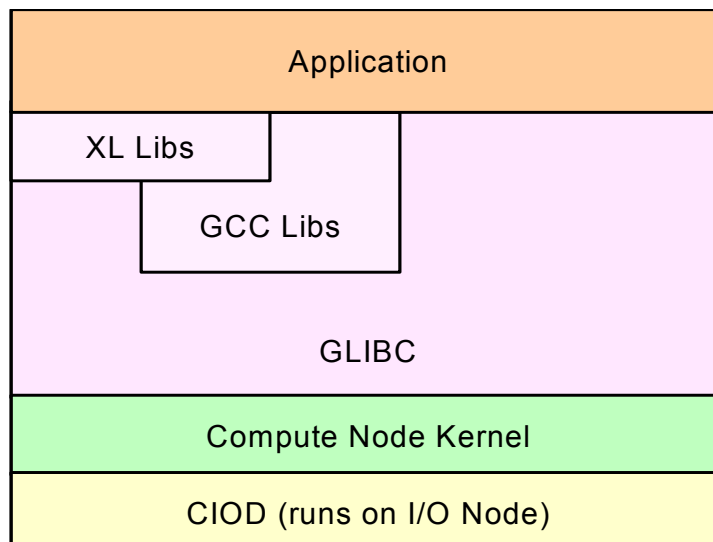 Application
XL Libs
GCC Libs
GLIBC
Compute Node Kernel
CIOD (runs on I/O Node)